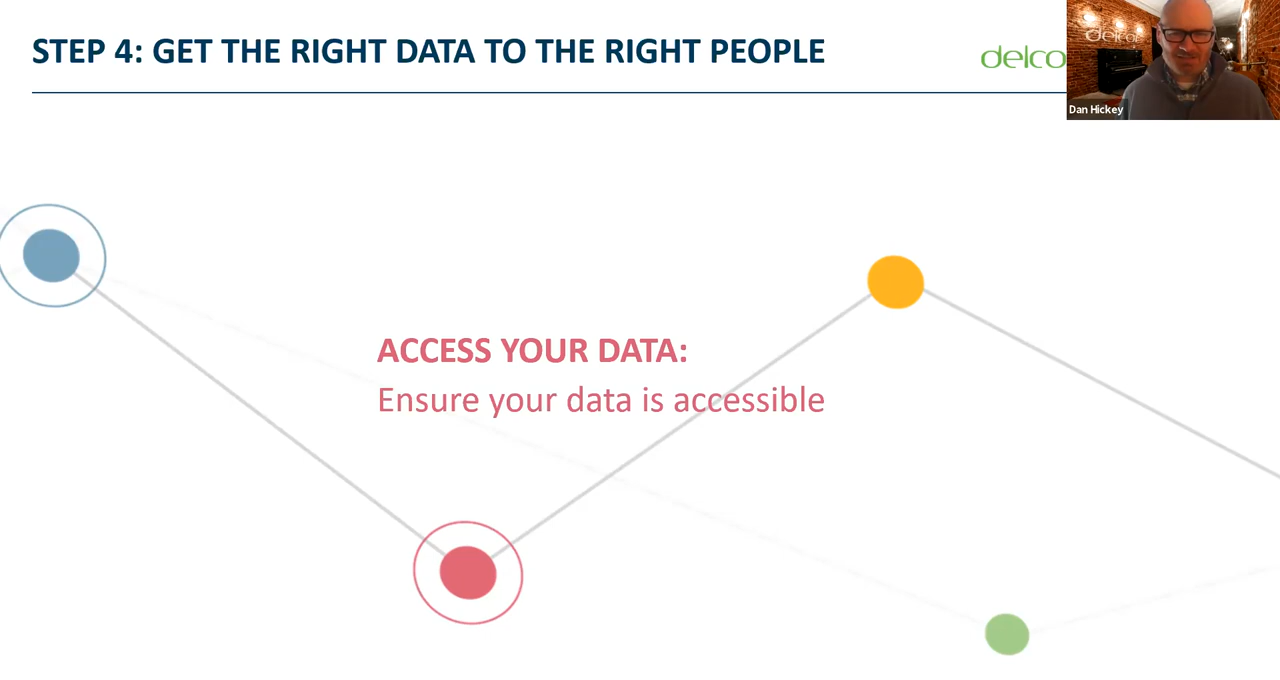 STEP 4: GET THE RIGHT DATA TO THE RIGHT PEOPLE
delco
delcor
Dan Hickey
ACCESS YOUR DATA:
Ensure your data is accessible